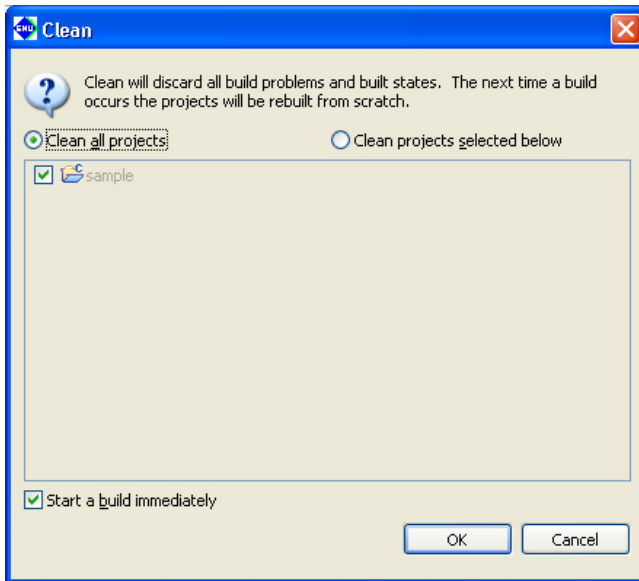 GNU Clean
Clean will discard all build problems and built states. The next time a build
occurs the projects will be rebuilt from scratch.
Clean all projects Clean projects selected below
sample
Start a build immediately
OK Cancel